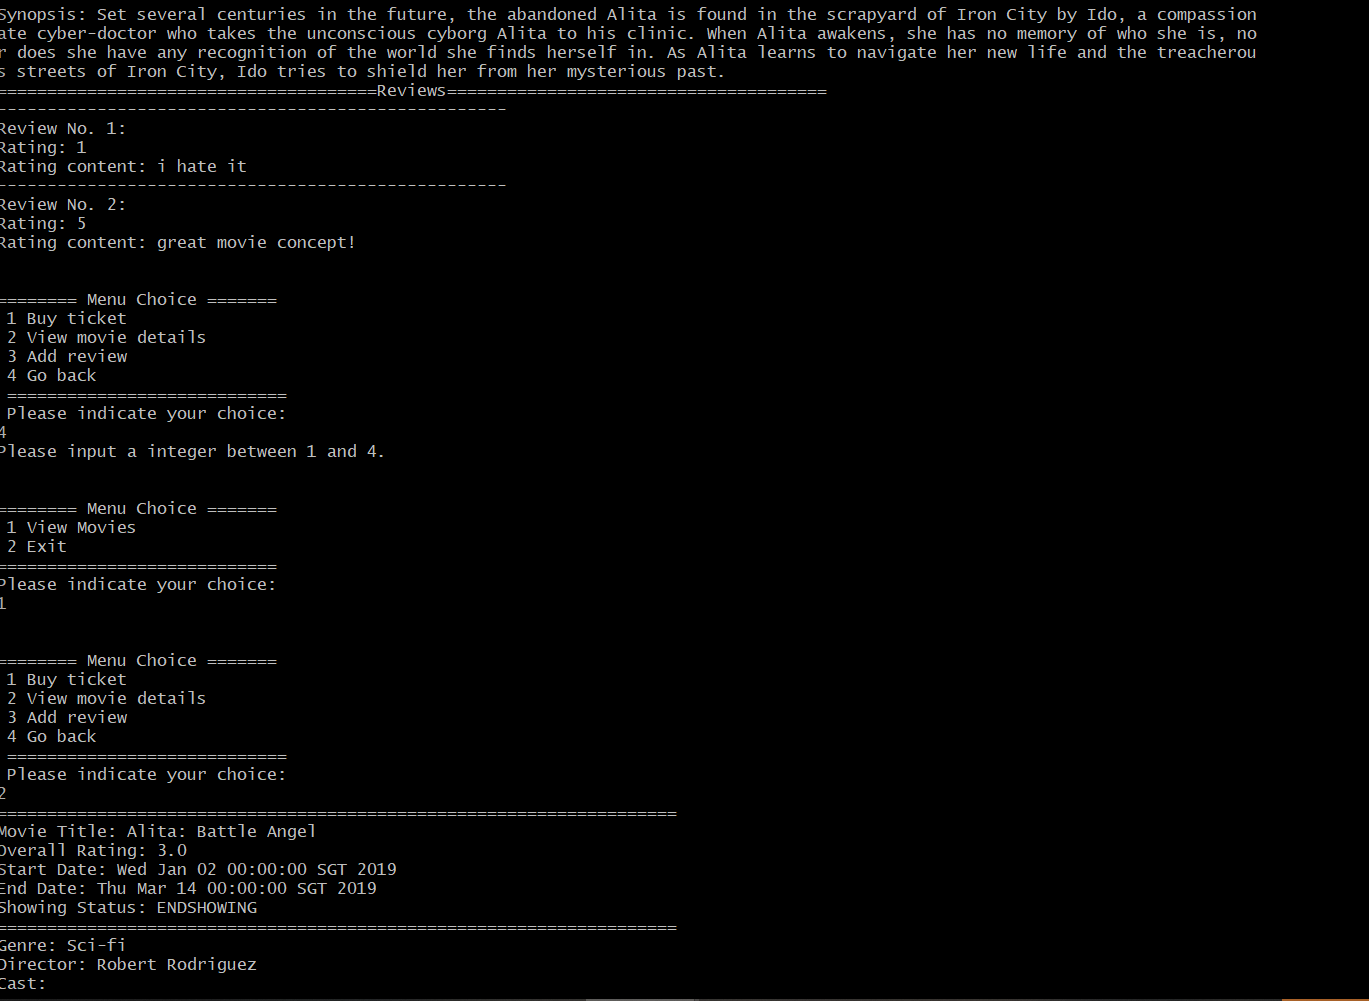 Synopsis: Set several centuries in the future, the abandoned Alita is found in the scrapyard of Iron City by Ido, a compassion
ate cyber-doctor who takes the unconscious cyborg Alita to his clinic. When Alita awakens, she has no memory of who she is, no
r does she have any recognition of the world she finds herself in. As Alita learns to navigate her new life and the treacherou
s streets of Iron City, Ido tries to shield her from her mysterious past.
======================================Reviews======================================
---------------------------------------------------
Review No. 1:
Rating: 1
Rating content: i hate it
---------------------------------------------------
Review No. 2:
Rating: 5
Rating content: great movie concept!
======== Menu Choice =======
1 Buy ticket
2 View movie details
3 Add review
4 Go back
============================
Please indicate your choice:
4
Please input a integer between 1 and 4.
======== Menu Choice =======
1 View Movies
2 Exit
============================
Please indicate your choice:
1
======== Menu Choice =======
1 Buy ticket
2 View movie details
3 Add review
4 Go back
============================
Please indicate your choice:
2
====================================================================
Movie Title: Alita: Battle Angel
Overall Rating: 3.0
Start Date: Wed Jan 02 00:00:00 SGT 2019
End Date: Thu Mar 14 00:00:00 SGT 2019
Showing Status: ENDSHOWING
====================================================================
Genre: Sci-fi
Director: Robert Rodriguez
Cast: